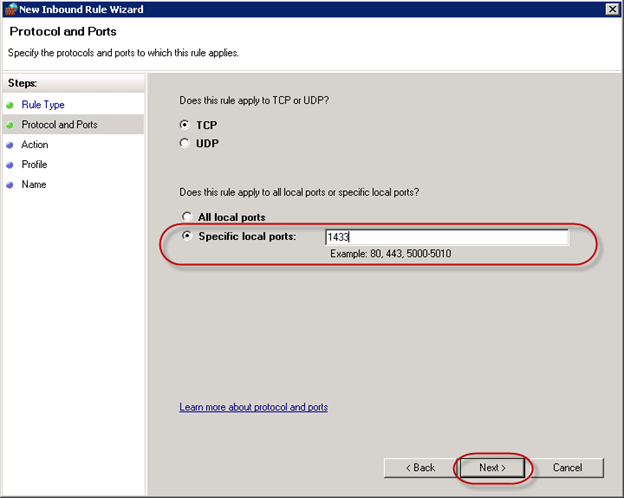 New Inbound Rule Wizard
Protocol and Ports
Specify the protocols and ports to which this rule applies.
Steps:
Rule Type
Protocol and Ports
Action
Profile
Name
Does this rule apply to TCP or UDP?
TCP
UDP
Does this rule apply to all local ports or specific local ports?
All local ports
Specific local ports: 1433
Example: 80, 443, 5000-5010
Learn more about protocol and ports
< Back Next > Cancel